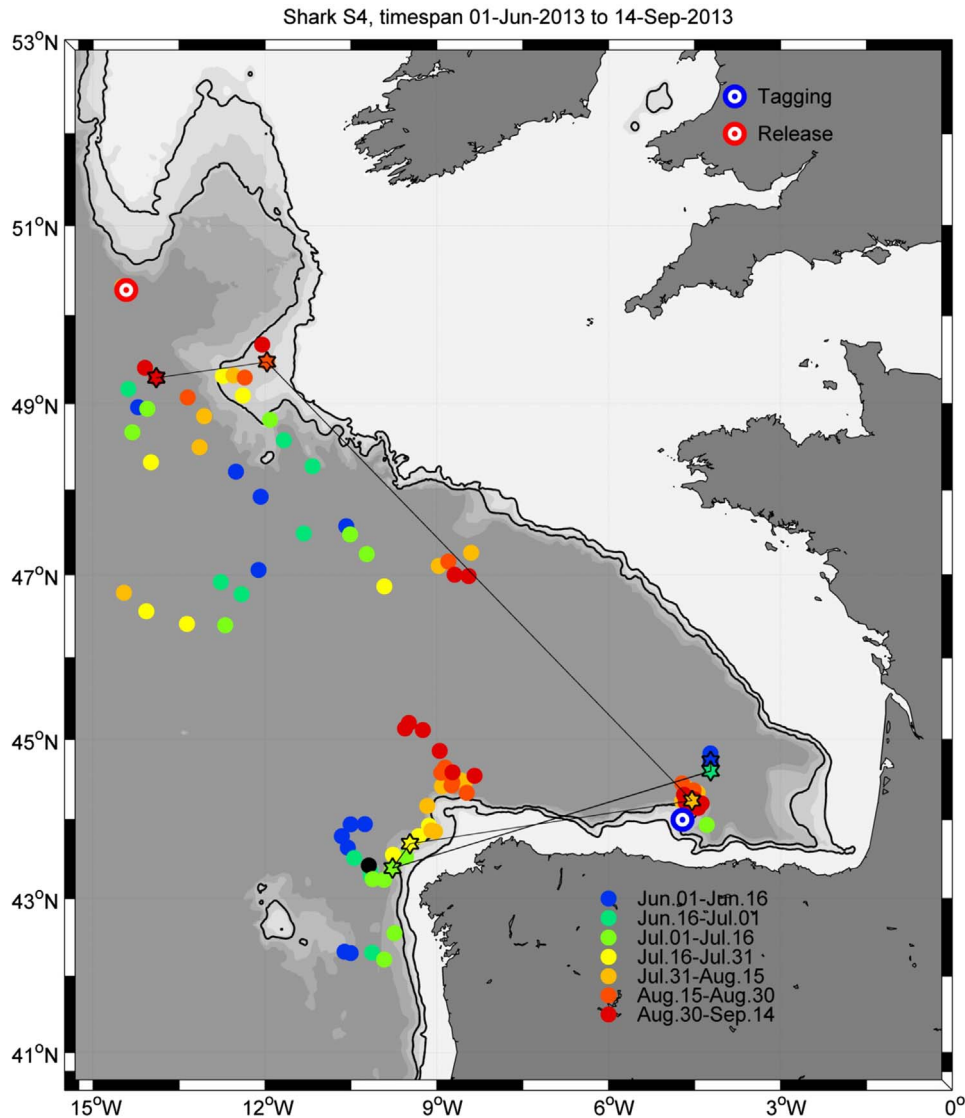 Shark S4, timespan 01-Jun-2013 to 14-Sep-2013
53°N
Tagging
Release
51°N
49°N
47°N
45°N
43°N
Jun.01-Jun.16
Jun.16-Jul.01
Jul.01-Jul.16
Jul.16-Jul.31
Jul.31-Aug.15
Aug.15-Aug.30
Aug.30-Sep.14
41°N
15°W
12°W
9°W
6°W
3°W
0°